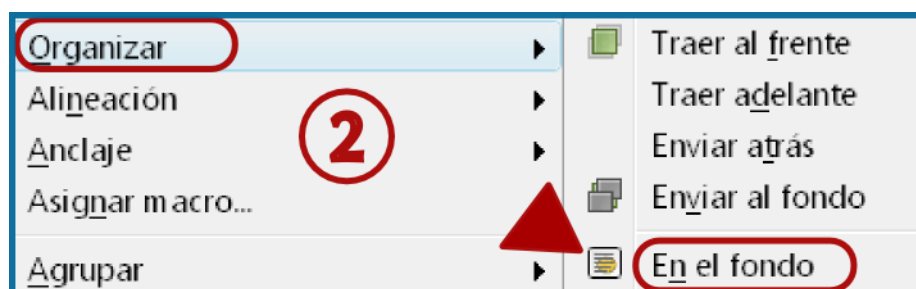 Organizar
Alineación
Anclaje
Asignar macro...
Agrupar
2
Traer al frente
Traer adelante
Enviar atrás
Enviar al fondo
En el fondo